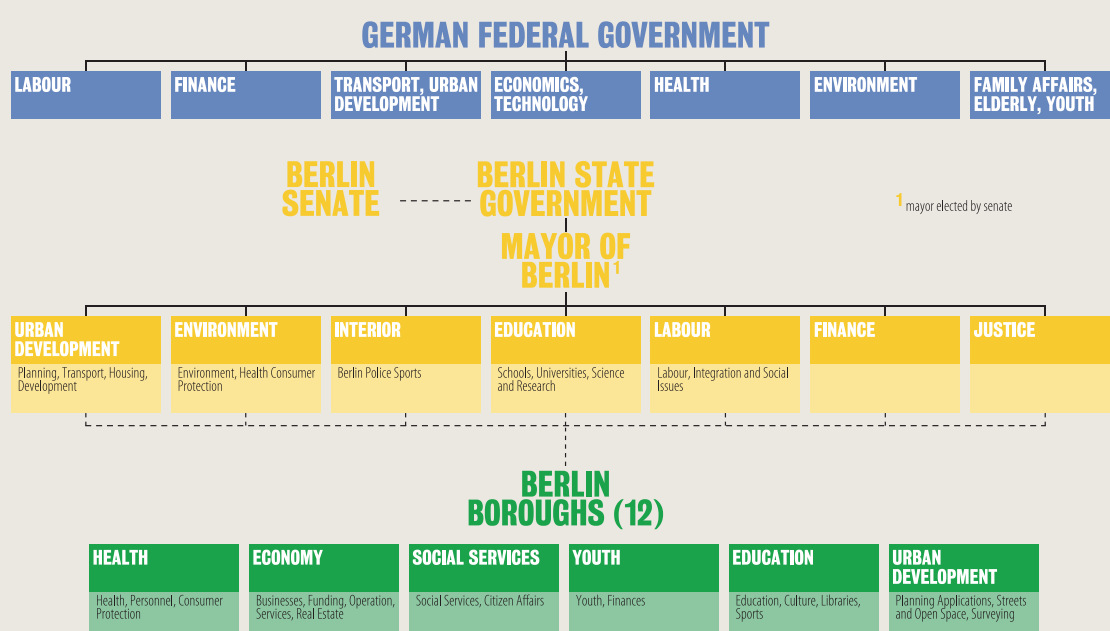 GERMAN FEDERAL GOVERNMENT
LABOUR
FINANCE
TRANSPORT, URBAN
DEVELOPMENT
ECONOMICS,
TECHNOLOGY
HEALTH
ENVIRONMENT
FAMILY AFFAIRS,
ELDERLY, YOUTH
BERLIN
SENATE
BERLIN STATE
GOVERNMENT
1 mayor elected by senate
MAYOR OF
BERLIN1
URBAN
DEVELOPMENT
Planning, Transport, Housing,
Development
ENVIRONMENT
Environment, Health Consumer
Protection
INTERIOR
Berlin Police Sports
EDUCATION
Schools, Universities, Science
and Research
LABOUR
Labour, Integration and Social
Issues
FINANCE
JUSTICE
BERLIN
BOROUGHS (12)
HEALTH
Health, Personnel, Consumer
Protection
ECONOMY
Businesses, Funding, Operation,
Services, Real Estate
SOCIAL SERVICES
Social Services, Citizen Affairs
YOUTH
Youth, Finances
EDUCATION
Education, Culture, Libraries,
Sports
URBAN
DEVELOPMENT
Planning Applications, Streets
and Open Space, Surveying